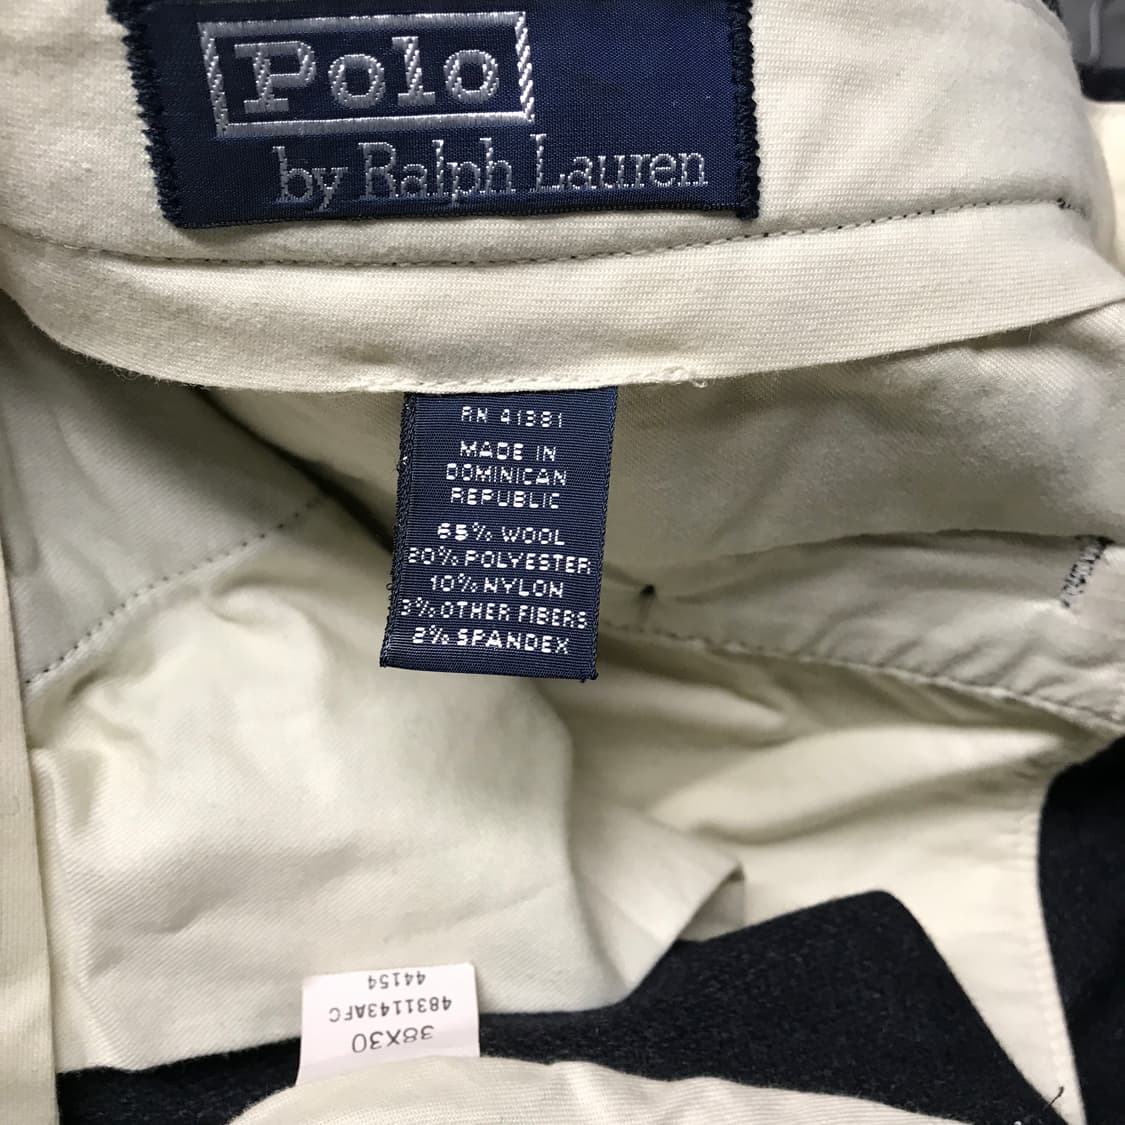 Polo
by Ralph Lauren
RN 41381
MADE IN
DOMINICAN
REPUBLIC
65% WOOL
20% POLYESTER
10% NYLON
3% OTHER FIBERS
2% SPANDEX
38X30
4831143AFC
44154